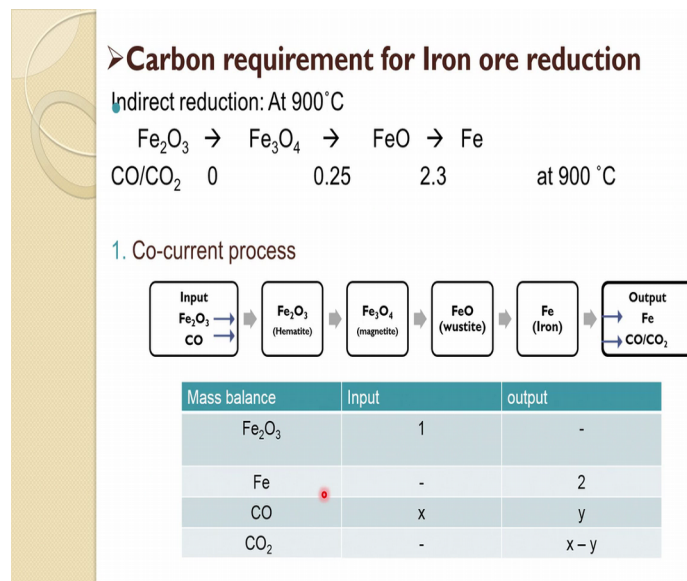 ➢Carbon requirement for Iron ore reduction
Indirect reduction: At 900˚C
Fe₂O₃ → Fe₃O₄ → FeO → Fe
CO/CO₂ 0 0.25 2.3 at 900 ˚C
1. Co-current process
Input
Fe₂O₃
CO
Fe₂O₃
(Hematite)
Fe₃O₄
(magnetite)
FeO
(wustite)
Fe
(Iron)
Output
Fe
CO/CO₂
Mass balance Input output
Fe₂O₃ 1 -
Fe - 2
CO x y
CO₂ - x – y